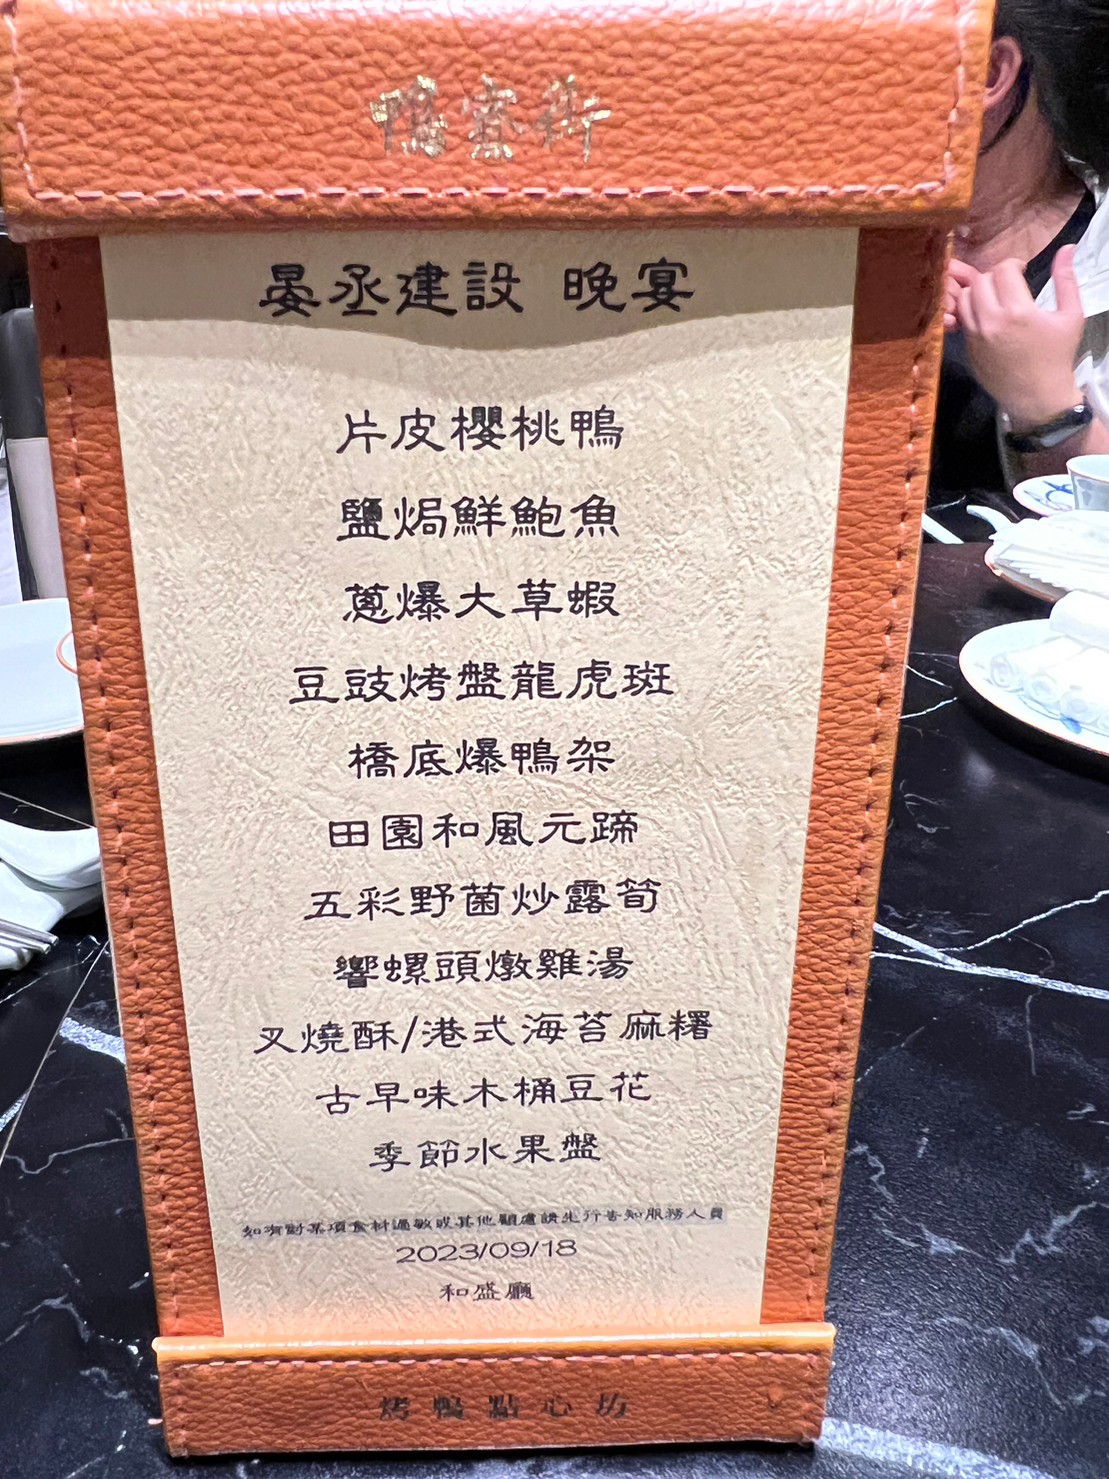 鴨寮街
晏丞建設 晚宴
片皮櫻桃鴨
鹽焗鮮鮑魚
蔥爆大草蝦
豆豉烤盤龍虎斑
橋底爆鴨架
田園和風元蹄
五彩野菌炒露筍
響螺頭燉雞湯
叉燒酥/港式海苔麻糬
古早味木桶豆花
季節水果盤
如有對某項食材過敏或其他顧慮請先行告知服務人員
2023/09/18
和盛廳
烤鴨點心坊